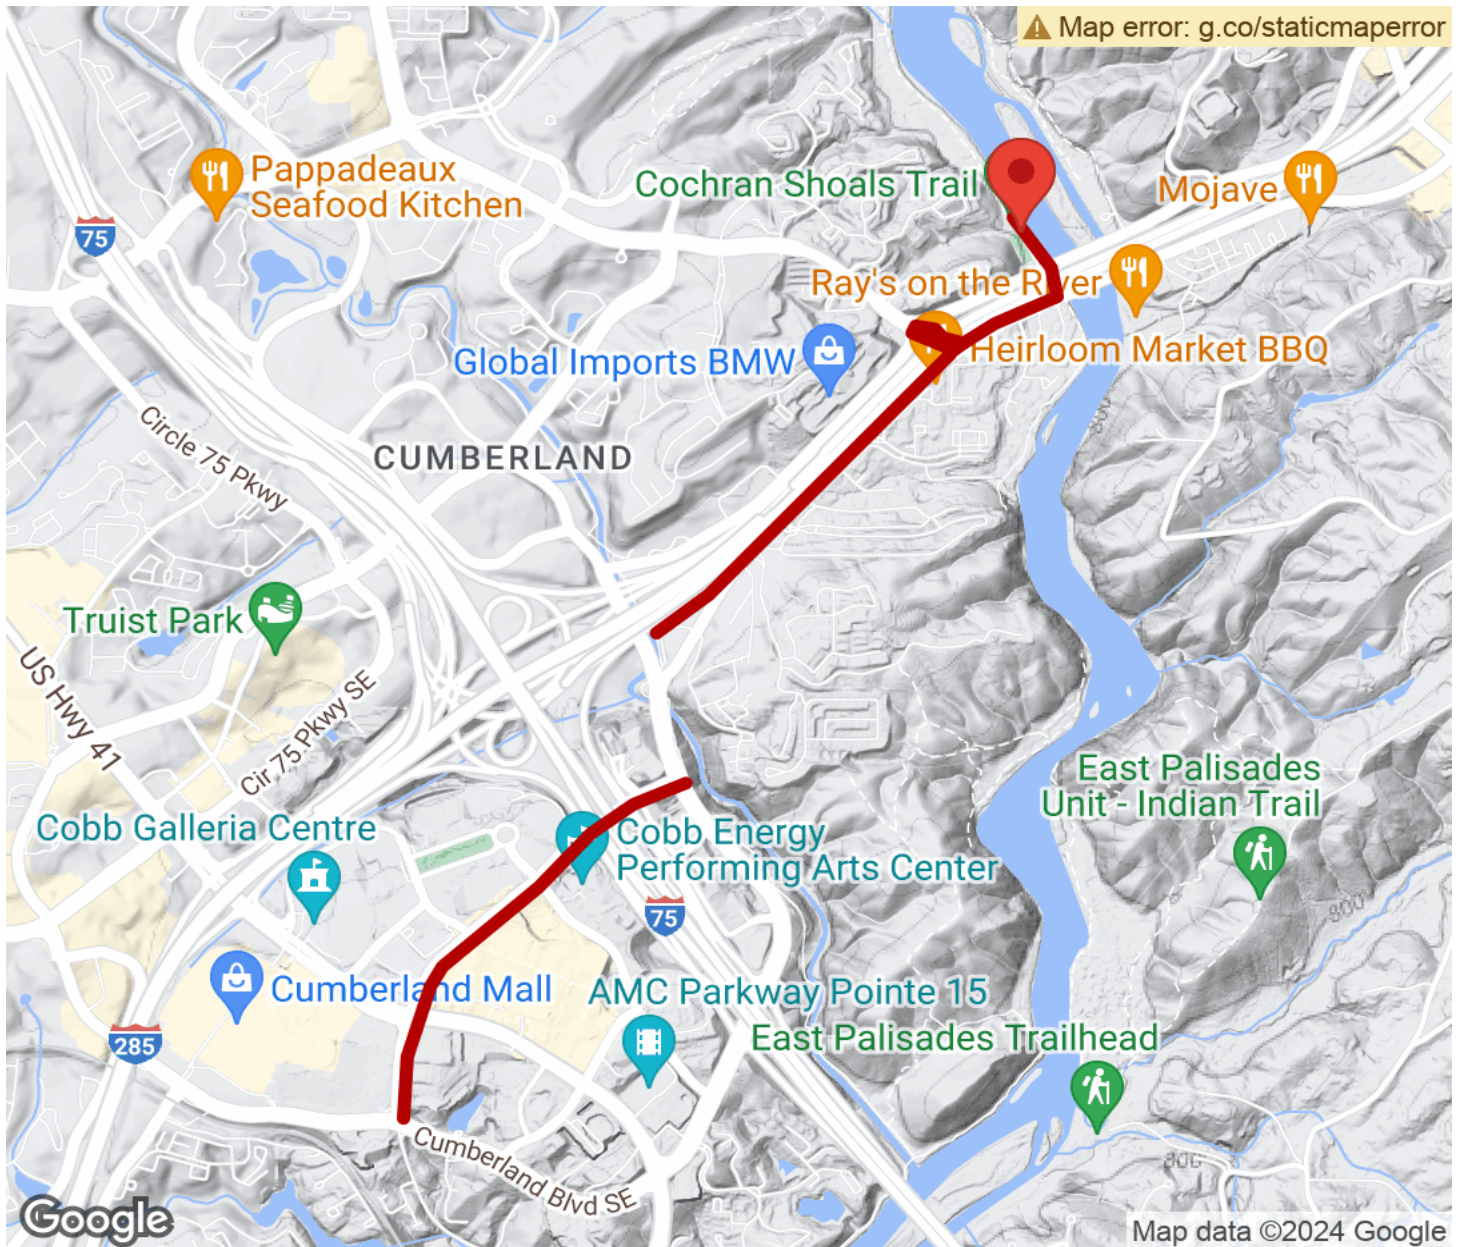 Map error: g.co/staticmaperror
Pappadeaux
Seafood Kitchen
Cochran Shoals Trail
Mojave
75
Ray's on the River
Global Imports BMW
Heirloom Market BBQ
Circle 75 Pkwy
CUMBERLAND
800
Truist Park
US Hwy 41
Cir 75 Pkwy SE
East Palisades
Unit - Indian Trail
Cobb Galleria Centre
Cobb Energy
Performing Arts Center
75
800
Cumberland Mall
AMC Parkway Pointe 15
285
East Palisades Trailhead
Cumberland Blvd SE
800
Google
Map data ©2024 Google